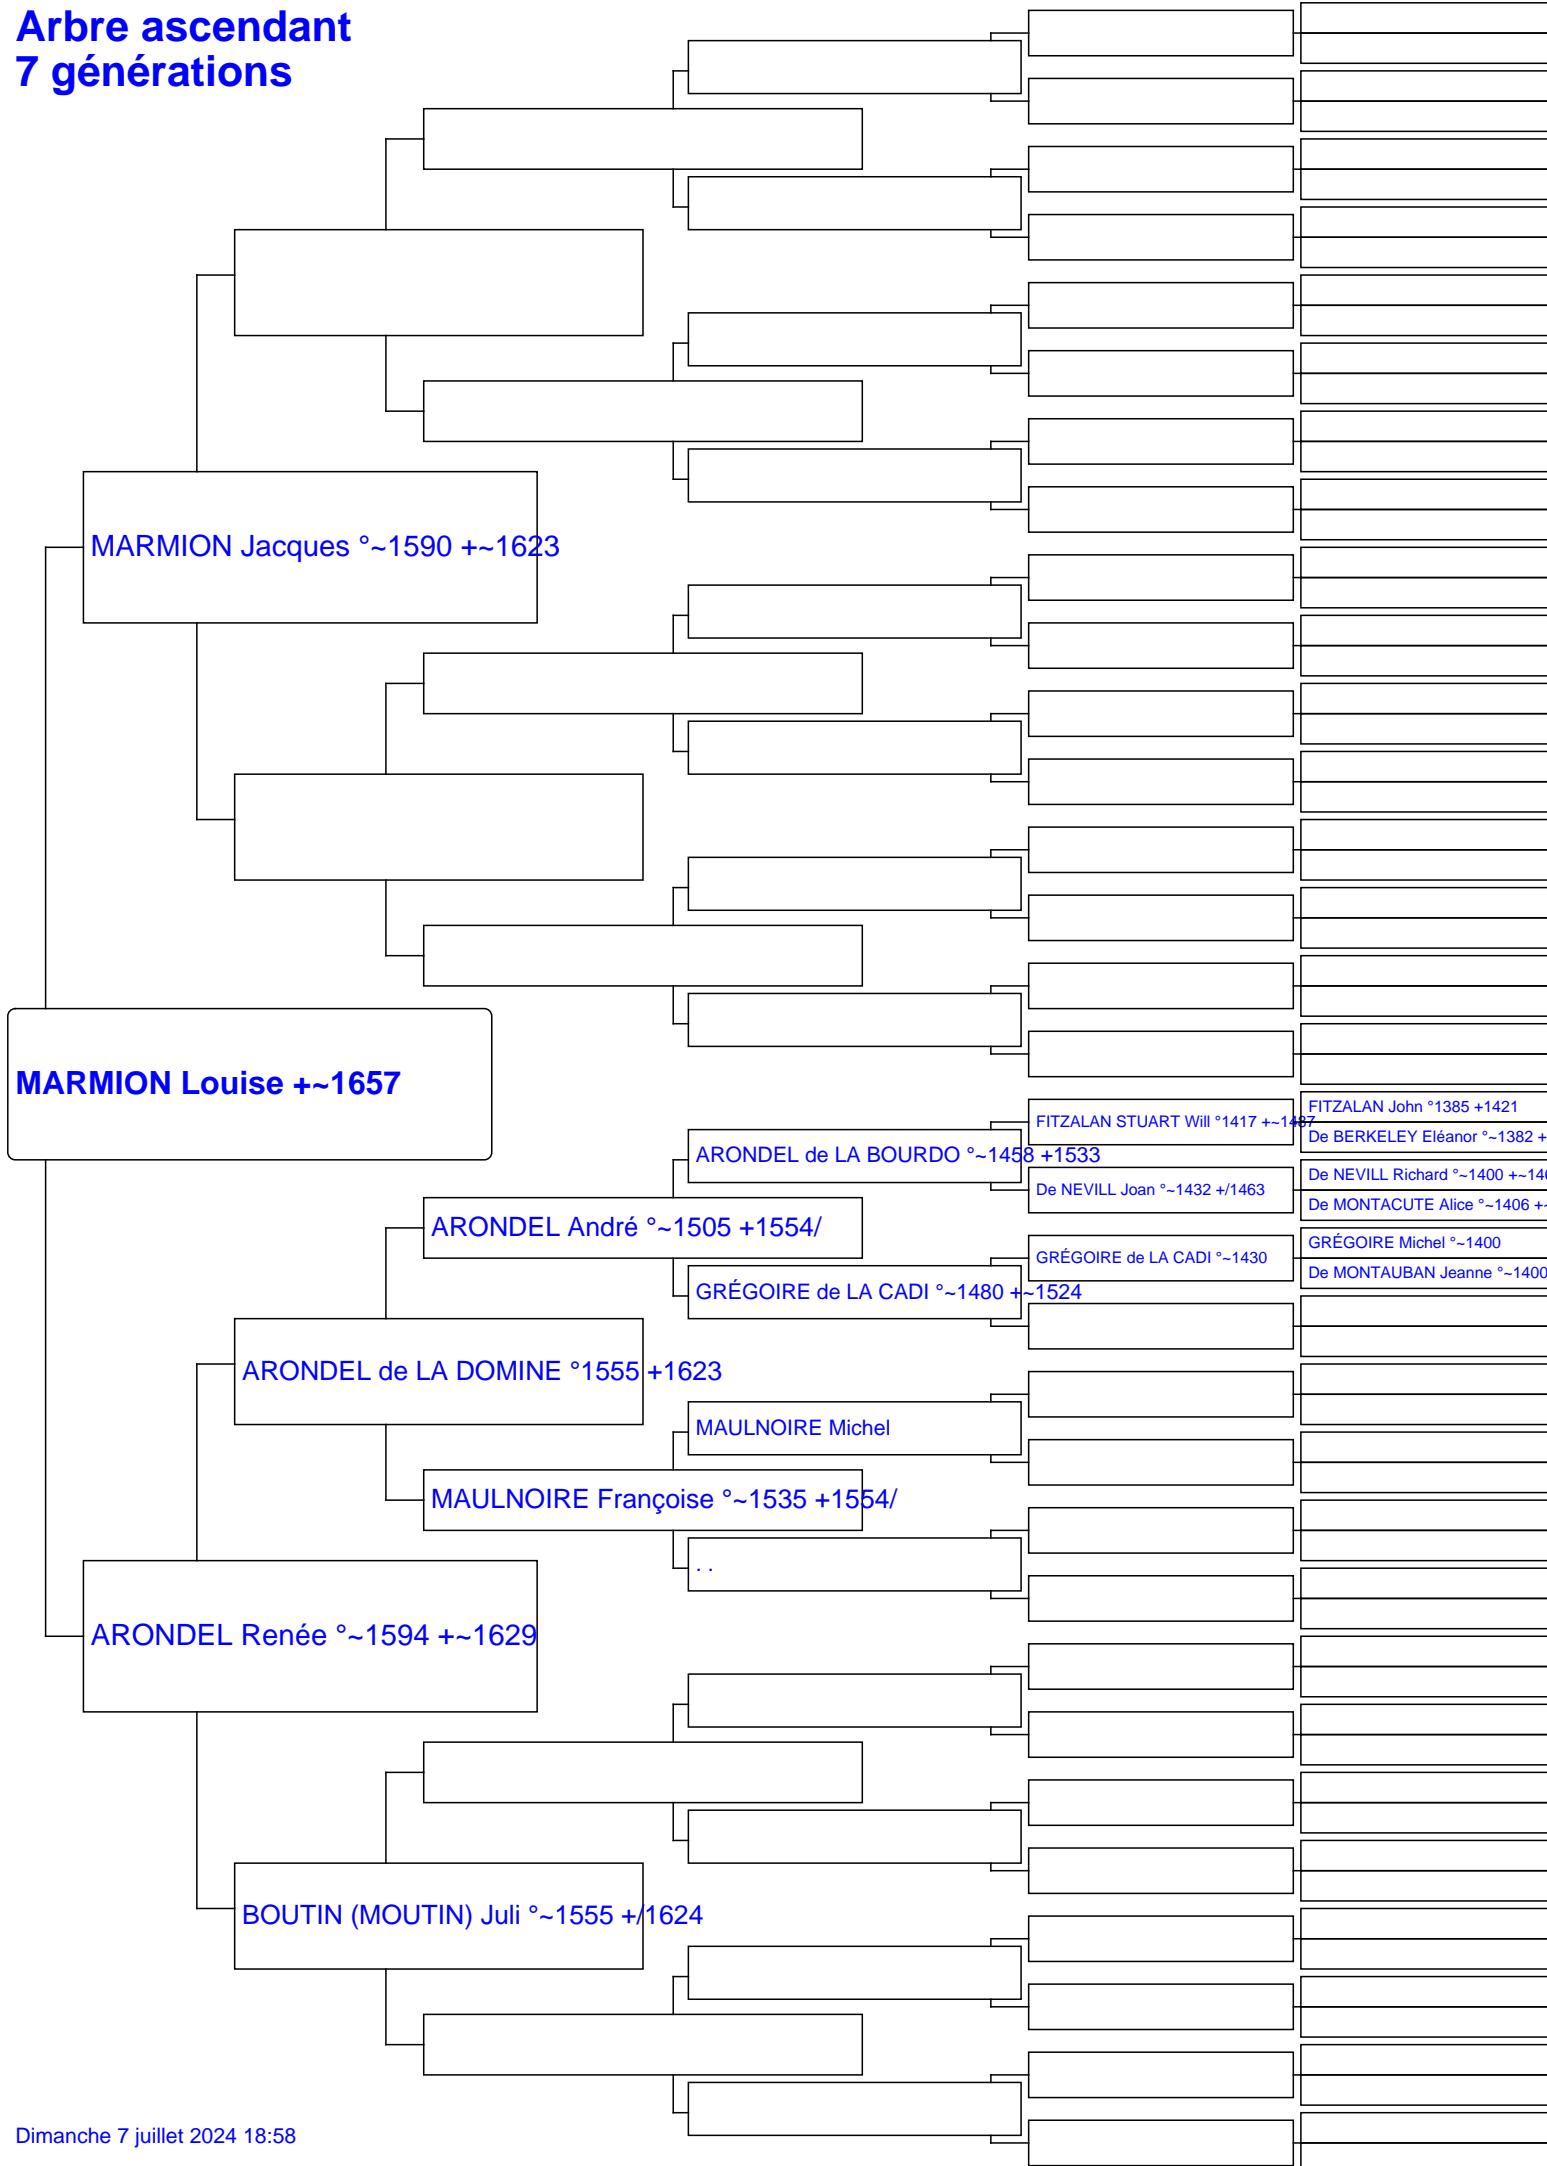 Arbre ascendant
7 générations
MARMION Jacques °~1590 +~1623
MARMION Louise +~1657
FITZALAN STUART Will °1417 +~1487
FITZALAN John °1385 +1421
De BERKELEY Eléanor °~1382 +
ARONDEL de LA BOURDO °~1458 +1533
De NEVILL Joan °~1432 +/1463
De NEVILL Richard °~1400 +~146
De MONTACUTE Alice °~1406 +~
ARONDEL André °~1505 +1554/
GRÉGOIRE de LA CADI °~1430
GRÉGOIRE Michel °~1400
De MONTAUBAN Jeanne °~1400
GRÉGOIRE de LA CADI °~1480 +~1524
ARONDEL de LA DOMINE °1555 +1623
MAULNOIRE Michel
MAULNOIRE Françoise °~1535 +1554/
. .
ARONDEL Renée °~1594 +~1629
BOUTIN (MOUTIN) Juli °~1555 +/1624
Dimanche 7 juillet 2024 18:58